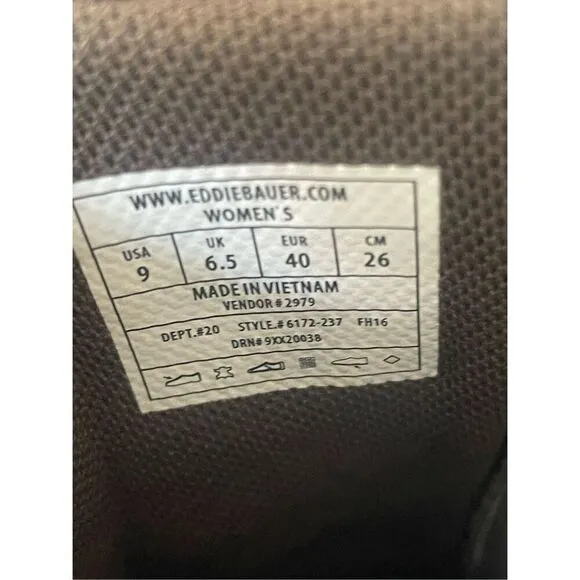 WWW.EDDIEBAUER.COM
WOMEN'S
USA UK EUR CM
9 6.5 40 26
MADE IN VIETNAM
VENDOR# 2979
DEPT.#20 STYLE.# 6172-237 FH16
DRN# 9XX20038